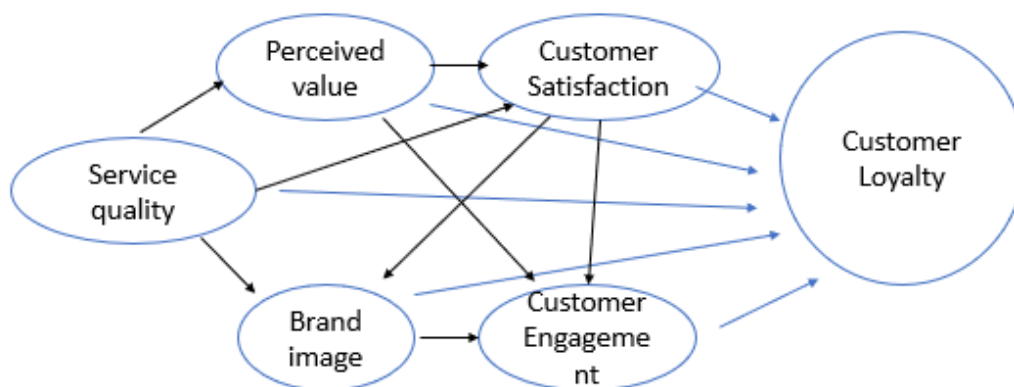 Perceived
value
Customer
Satisfaction
Customer
Loyalty
Service
quality
Brand
image
Customer
Engageme
nt